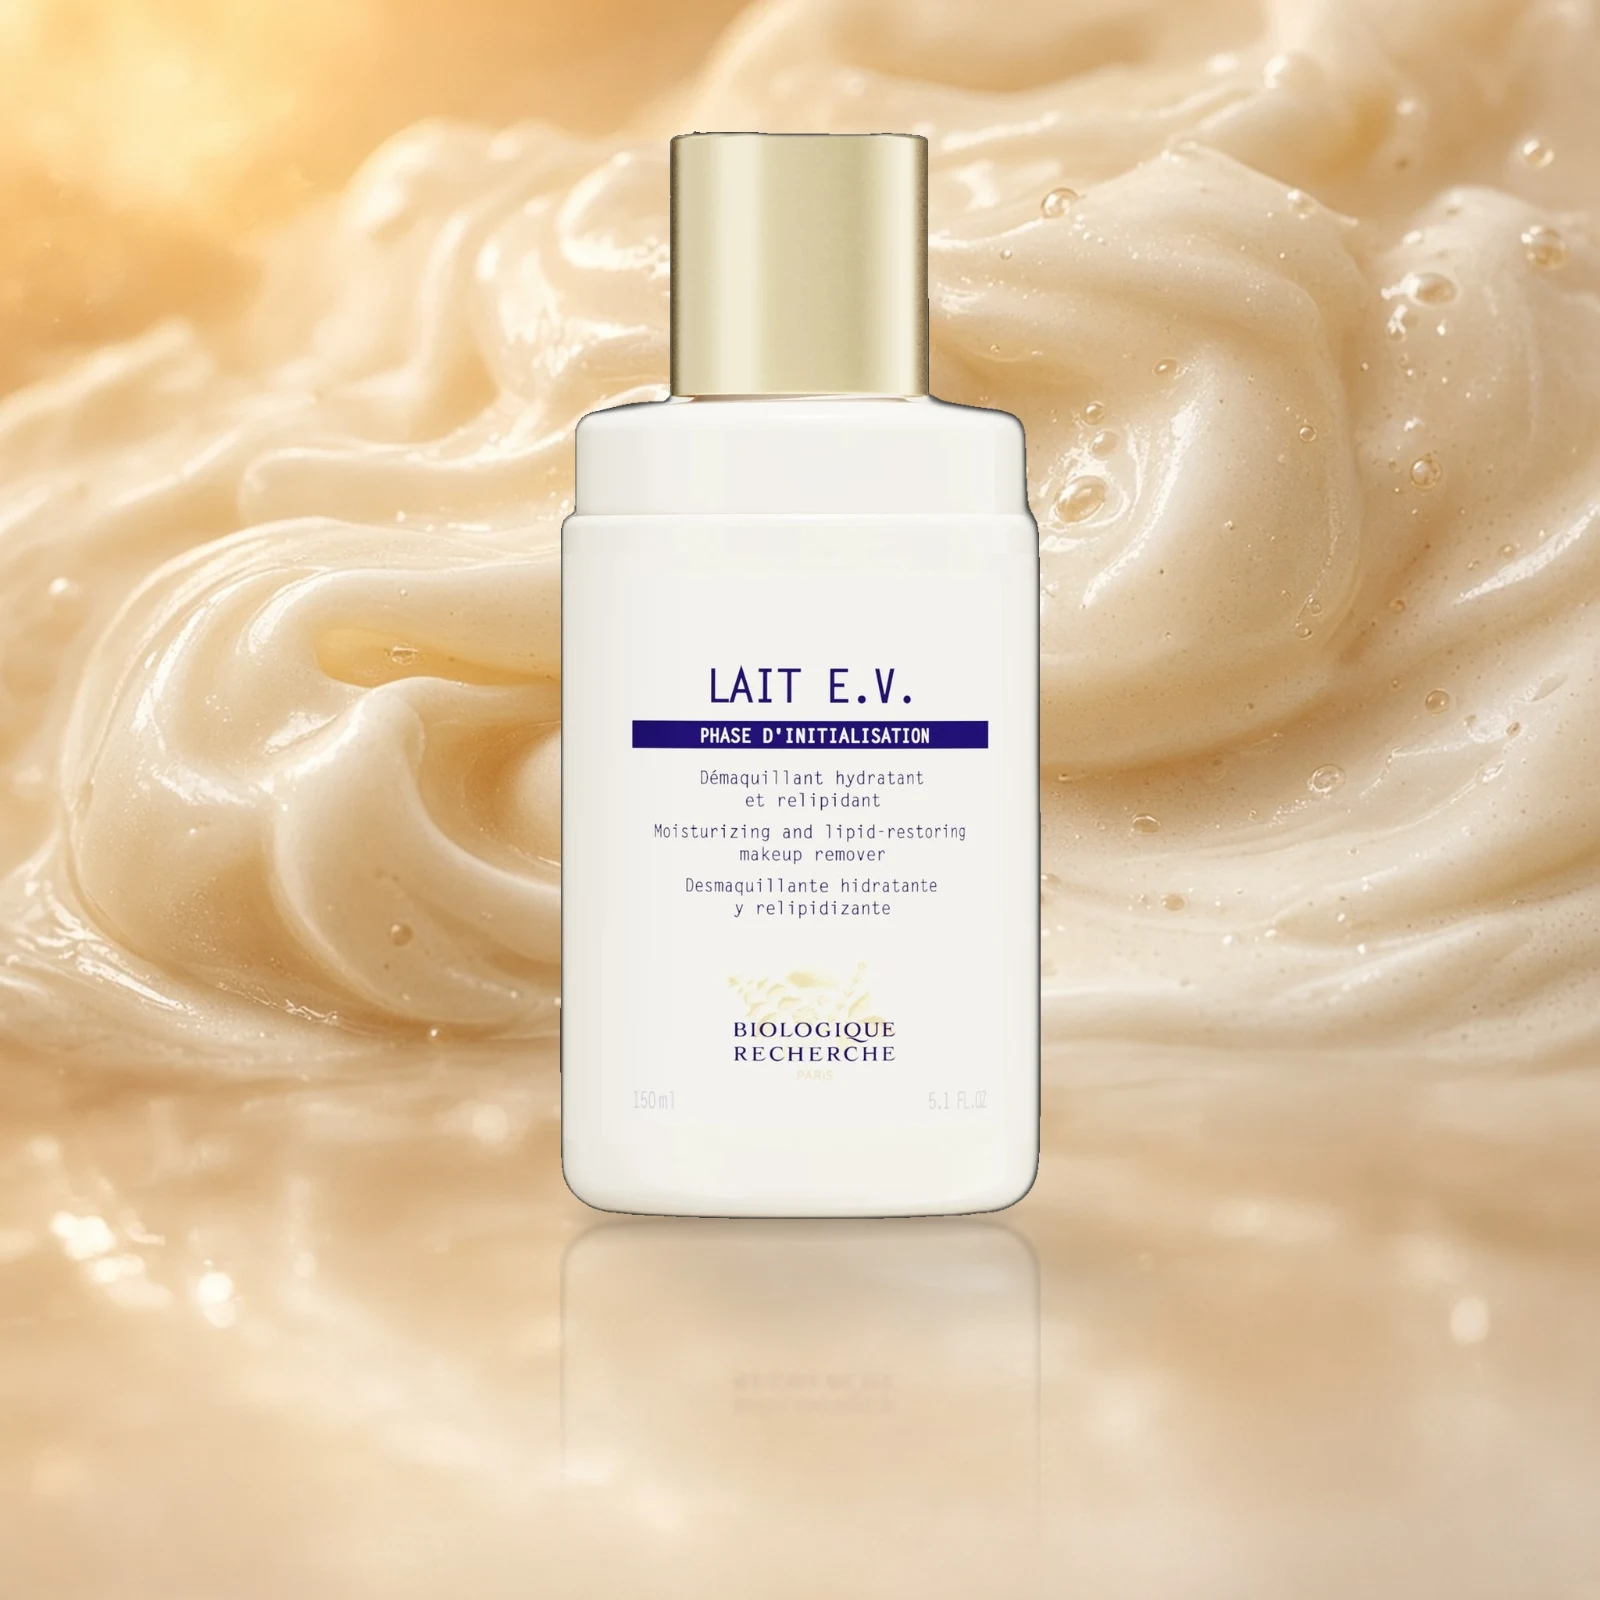 LAIT E.V.
PHASE D'INITIALISATION
Démaquillant hydratant
et relipidant
Moisturizing and lipid-restoring
makeup remover
Desmaquillante hidratante
y relipidizante
BIOLOGIQUE
RECHERCHE
PARIS
150ml
5.1 FL.OZ